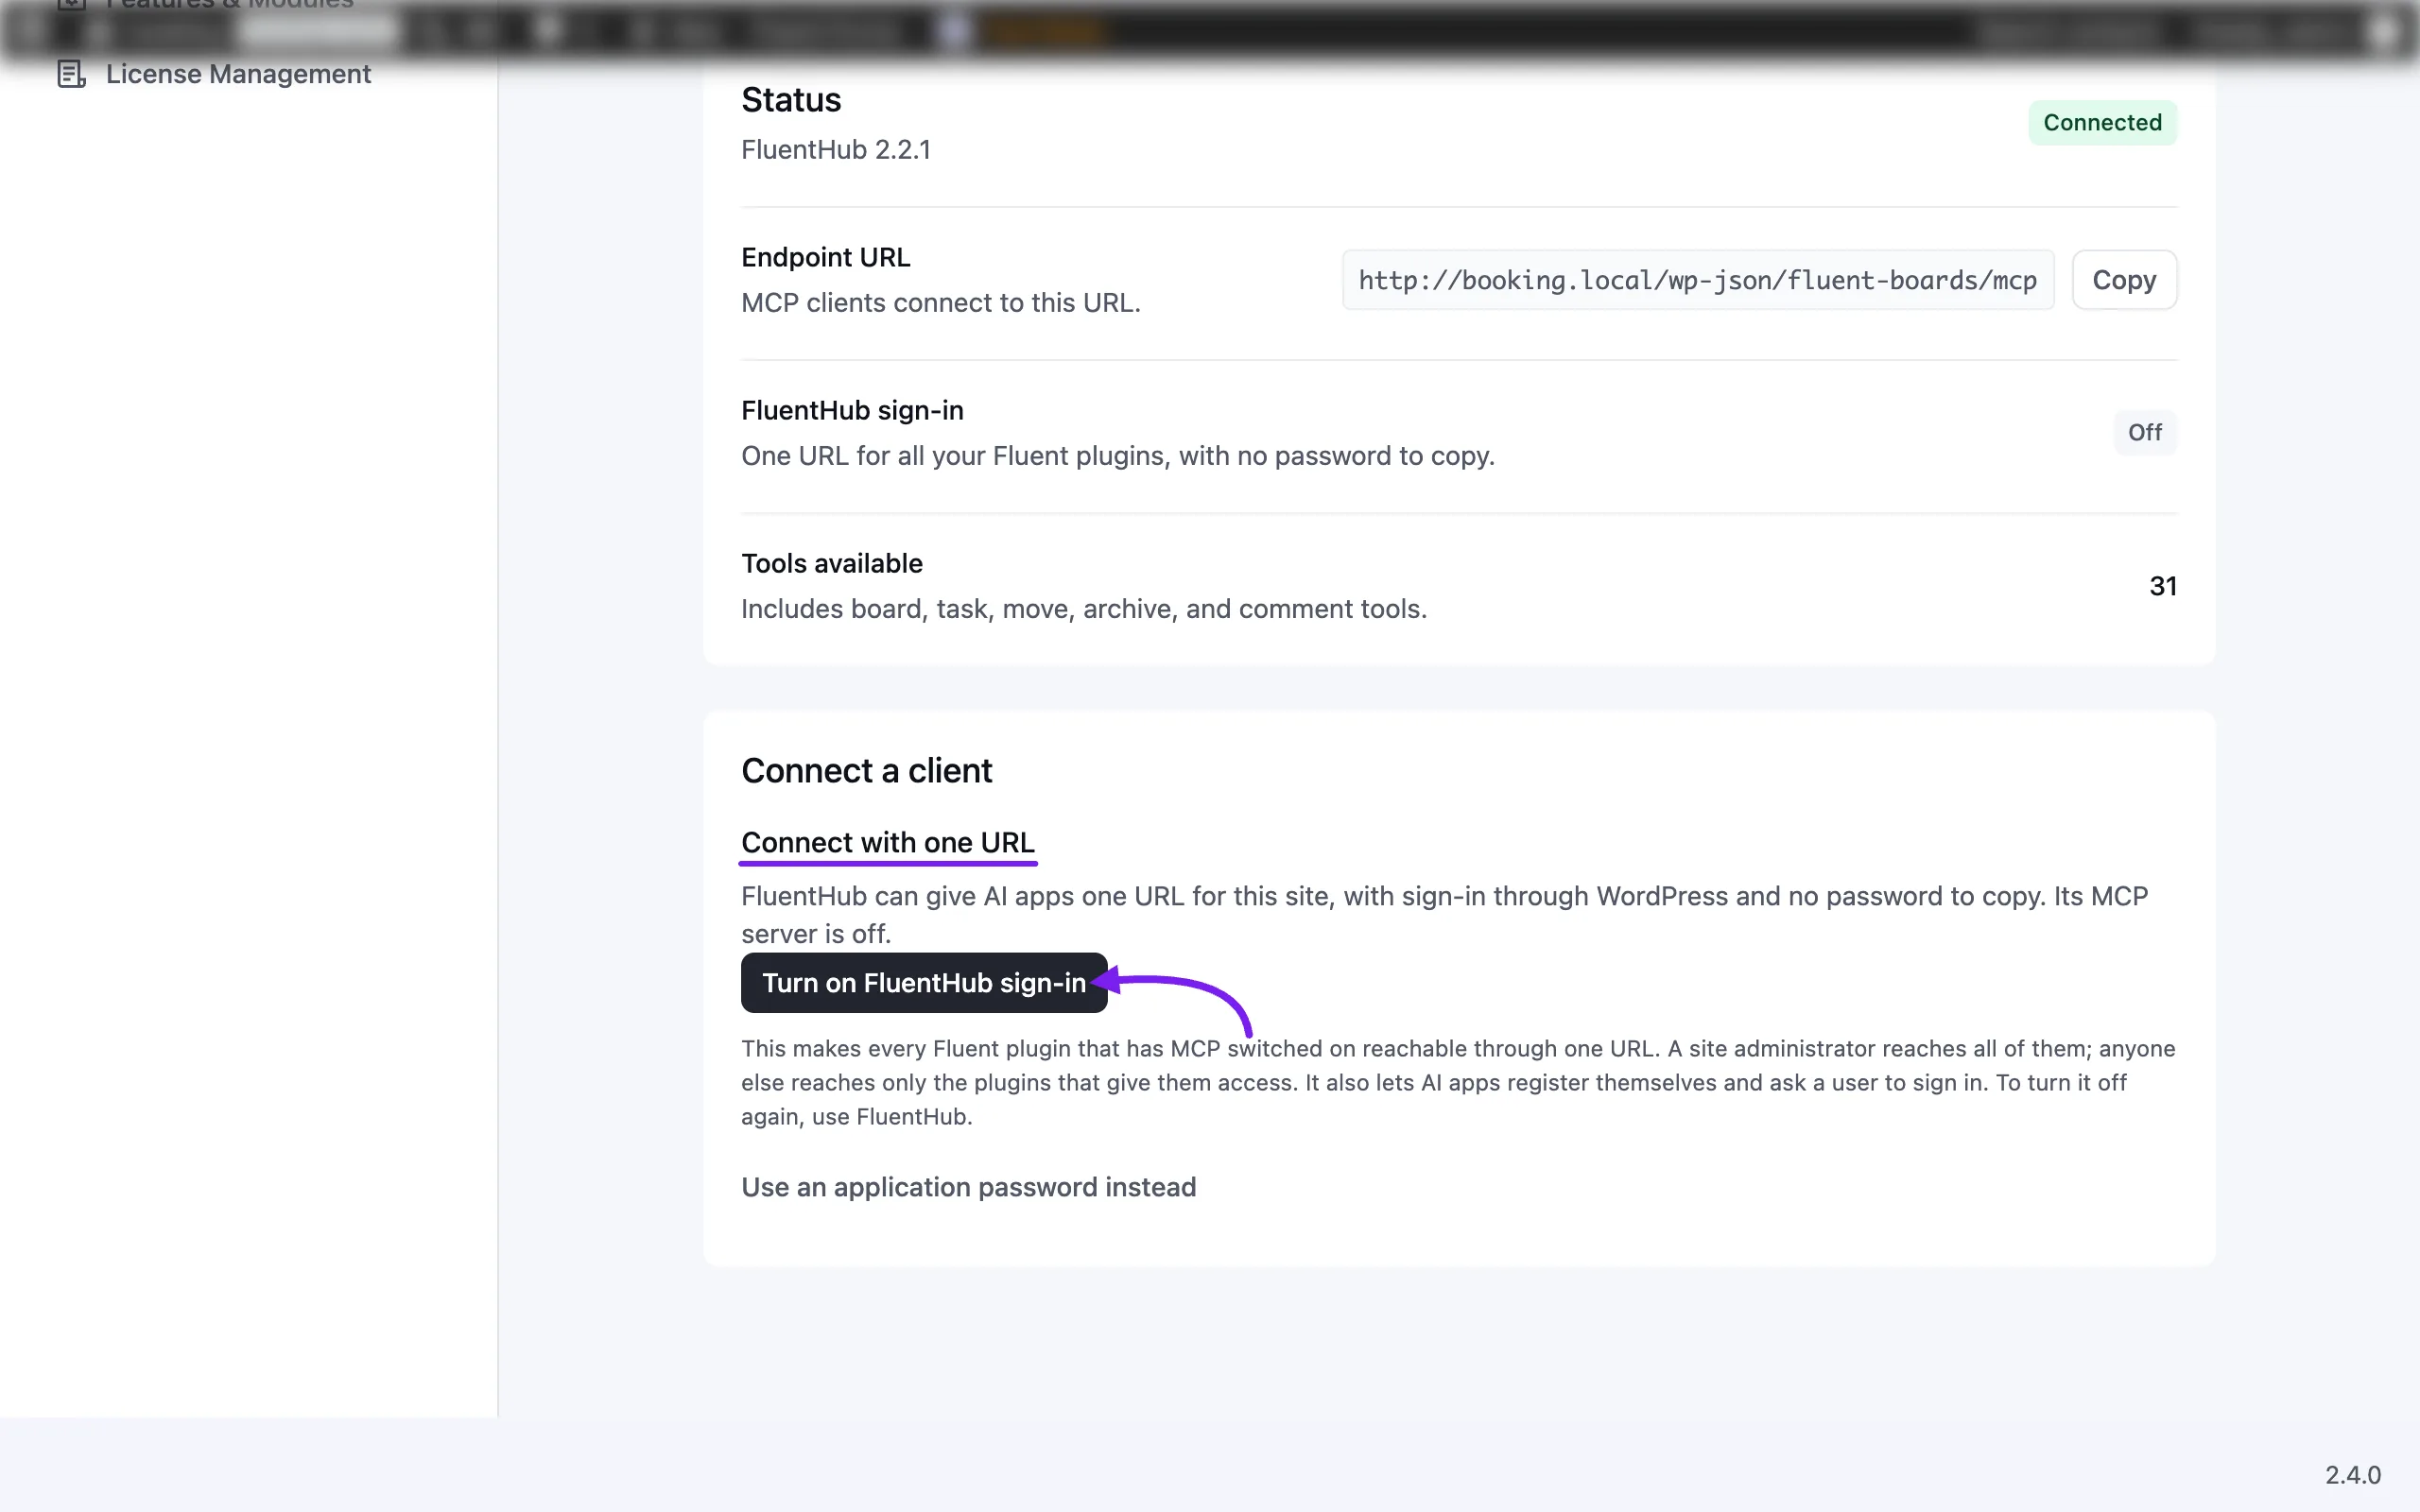 Features & Modules
License Management
Status
FluentHub 2.2.1
Connected
Endpoint URL
MCP clients connect to this URL.
http://booking.local/wp-json/fluent-boards/mcp
Copy
FluentHub sign-in
One URL for all your Fluent plugins, with no password to copy.
Off
Tools available
Includes board, task, move, archive, and comment tools.
31
Connect a client
Connect with one URL
FluentHub can give AI apps one URL for this site, with sign-in through WordPress and no password to copy. Its MCP
server is off.
Turn on FluentHub sign-in
This makes every Fluent plugin that has MCP switched on reachable through one URL. A site administrator reaches all of them; anyone
else reaches only the plugins that give them access. It also lets AI apps register themselves and ask a user to sign in. To turn it off
again, use FluentHub.
Use an application password instead
2.4.0